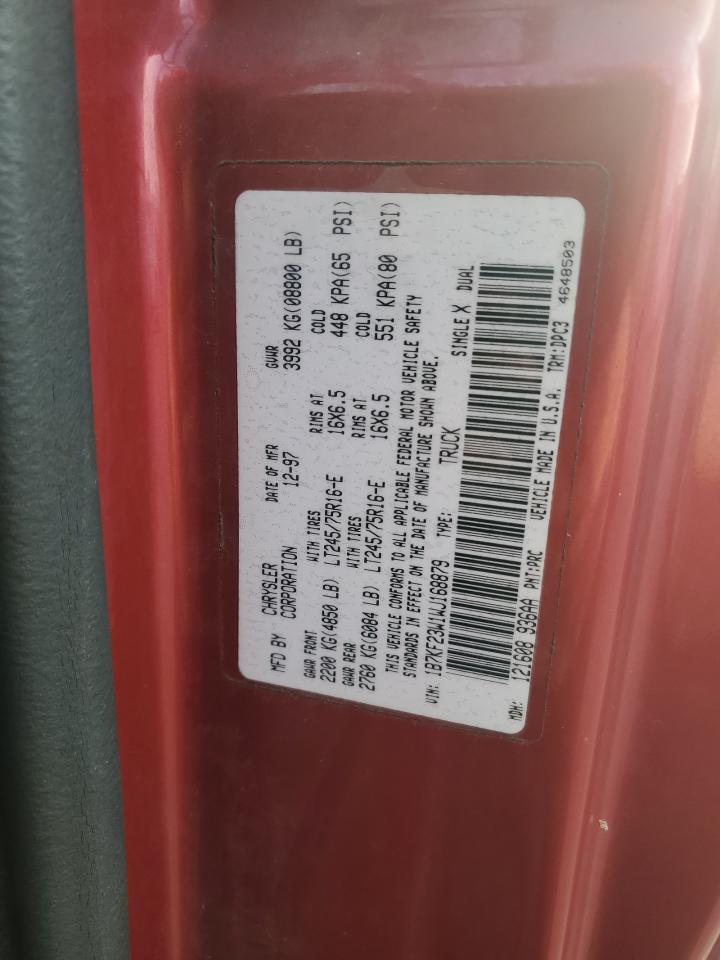 MFD BY CHRYSLER CORPORATION DATE OF MFR 12-97 GVWR 3992 KG(08800 LB)
GAWR FRONT WITH TIRES RIMS AT COLD
2200 KG(4850 LB) LT245/75R16-E 16X6.5 448 KPA(65 PSI)
GAWR REAR WITH TIRES RIMS AT COLD
2760 KG(6084 LB) LT245/75R16-E 16X6.5 551 KPA(80 PSI)
THIS VEHICLE CONFORMS TO ALL APPLICABLE FEDERAL MOTOR VEHICLE SAFETY
STANDARDS IN EFFECT ON THE DATE OF MANUFACTURE SHOWN ABOVE.
VIN: 1B7KF23W1WJ168879 TYPE: TRUCK SINGLE X DUAL
MDH: 121608 936AA PNT:PRC VEHICLE MADE IN U.S.A. TRM:DPC3 4648503